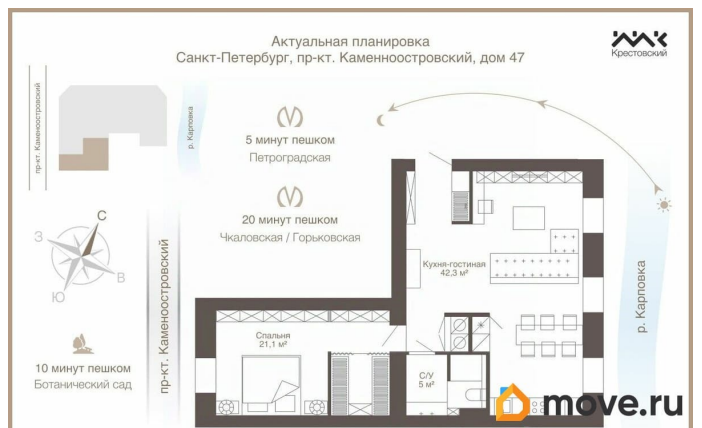 Актуальная планировка
Санкт-Петербург, пр-кт. Каменноостровский, дом 47
Крестовский
пр-кт. Каменоостровский
р. Карповка
5 минут пешком
Петроградская
20 минут пешком
Чкаловская / Горьковская
С
З
В
Ю
10 минут пешком
Ботанический сад
пр-кт. Каменоостровский
Кухня-гостиная
42,3 м²
Спальня
21,1 м²
С/У
5 м²
р. Карповка
move.ru